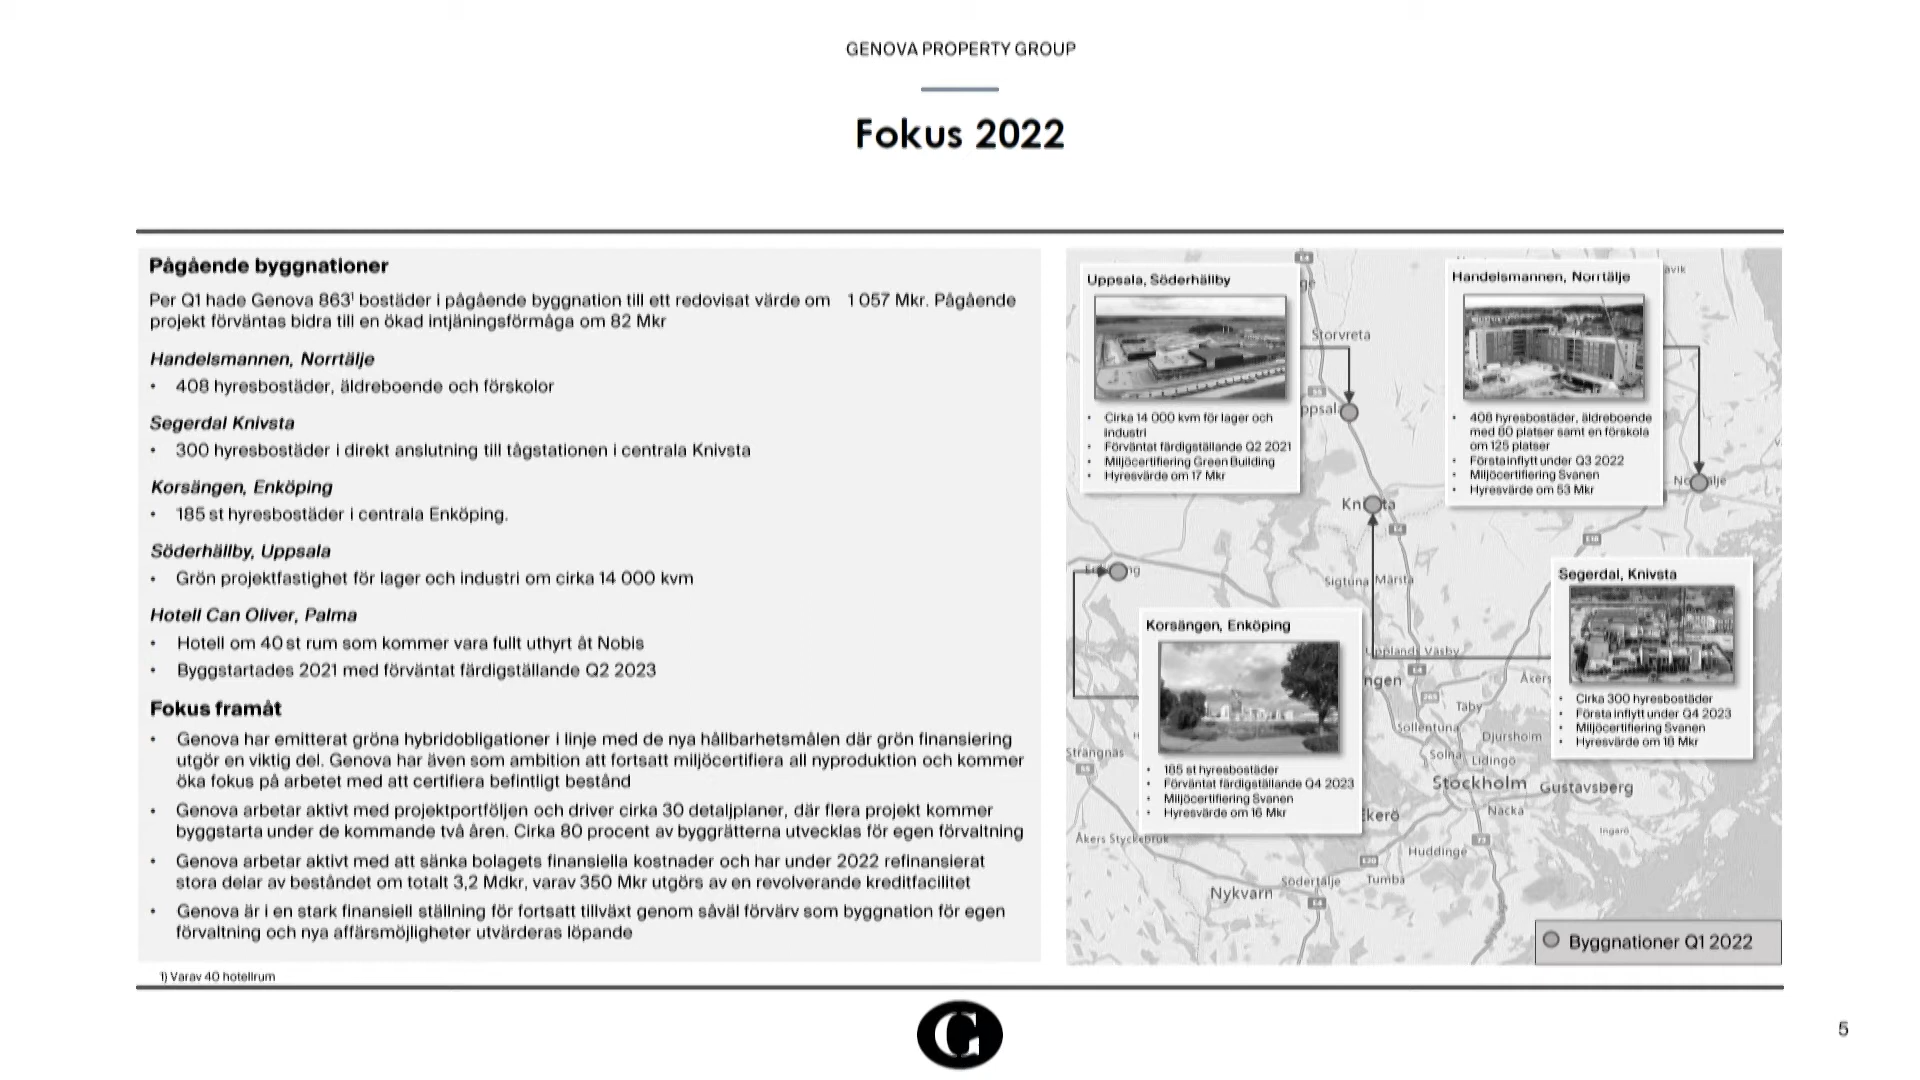 GENOVA PROPERTY GROUP
Fokus 2022
Pågående byggnationer
Per Q1 hade Genova 863¹ bostäder i pågående byggnation till ett redovisat värde om 1 057 Mkr. Pågående
projekt förväntas bidra till en ökad intjäningsförmåga om 82 Mkr
Handelsmannen, Norrtälje
• 408 hyresbostäder, äldreboende och förskolor
Segerdal Knivsta
• 300 hyresbostäder i direkt anslutning till tågstationen i centrala Knivsta
Korsängen, Enköping
• 185 st hyresbostäder i centrala Enköping.
Söderhällby, Uppsala
• Grön projektfastighet för lager och industri om cirka 14 000 kvm
Hotell Can Oliver, Palma
• Hotell om 40 st rum som kommer vara fullt uthyrt åt Nobis
• Byggstartades 2021 med förväntat färdigställande Q2 2023
Fokus framåt
• Genova har emitterat gröna hybridobligationer i linje med de nya hållbarhetsmålen där grön finansiering
utgör en viktig del. Genova har även som ambition att fortsatt miljöcertifiera all nyproduktion och kommer
öka fokus på arbetet med att certifiera befintligt bestånd
• Genova arbetar aktivt med projektportföljen och driver cirka 30 detaljplaner, där flera projekt kommer
byggstarta under de kommande två åren. Cirka 80 procent av byggrätterna utvecklas för egen förvaltning
• Genova arbetar aktivt med att sänka bolagets finansiella kostnader och har under 2022 refinansierat
stora delar av beståndet om totalt 3,2 Mdkr, varav 350 Mkr utgörs av en revolverande kreditfacilitet
• Genova är i en stark finansiell ställning för fortsatt tillväxt genom såväl förvärv som byggnation för egen
förvaltning och nya affärsmöjligheter utvärderas löpande
1) Varav 40 hotellrum
Uppsala, Söderhällby
• Cirka 14 000 kvm för lager och
industri
• Förväntat färdigställande Q2 2021
• Miljöcertifiering Green Building
• Hyresvärde om 17 Mkr
Handelsmannen, Norrtälje
• 408 hyresbostäder, äldreboende
med 80 platser samt en förskola
om 125 platser
• Första inflytt under Q3 2022
• Miljöcertifiering Svanen
• Hyresvärde om 53 Mkr
avik
Storvreta
ppsal
No älje
Kn ta
Sigtuna Märsta
Segerdal, Knivsta
• Cirka 300 hyresbostäder
• Första inflytt under Q4 2023
• Miljöcertifiering Svanen
• Hyresvärde om 18 Mkr
Korsängen, Enköping
• 185 st hyresbostäder
• Förväntat färdigställande Q4 2023
• Miljöcertifiering Svanen
• Hyresvärde om 16 Mkr
Upplands Väsby
ngen
Åkers
Täby
Sollentuna
Djursholm
Strängnäs
Solna
Lidingö
Stockholm
Gustavsberg
Nacka
Ekerö
Ingarö
Åkers Styckebruk
Huddinge
Södertälje
Tumba
Nykvarn
Byggnationer Q1 2022
G
5